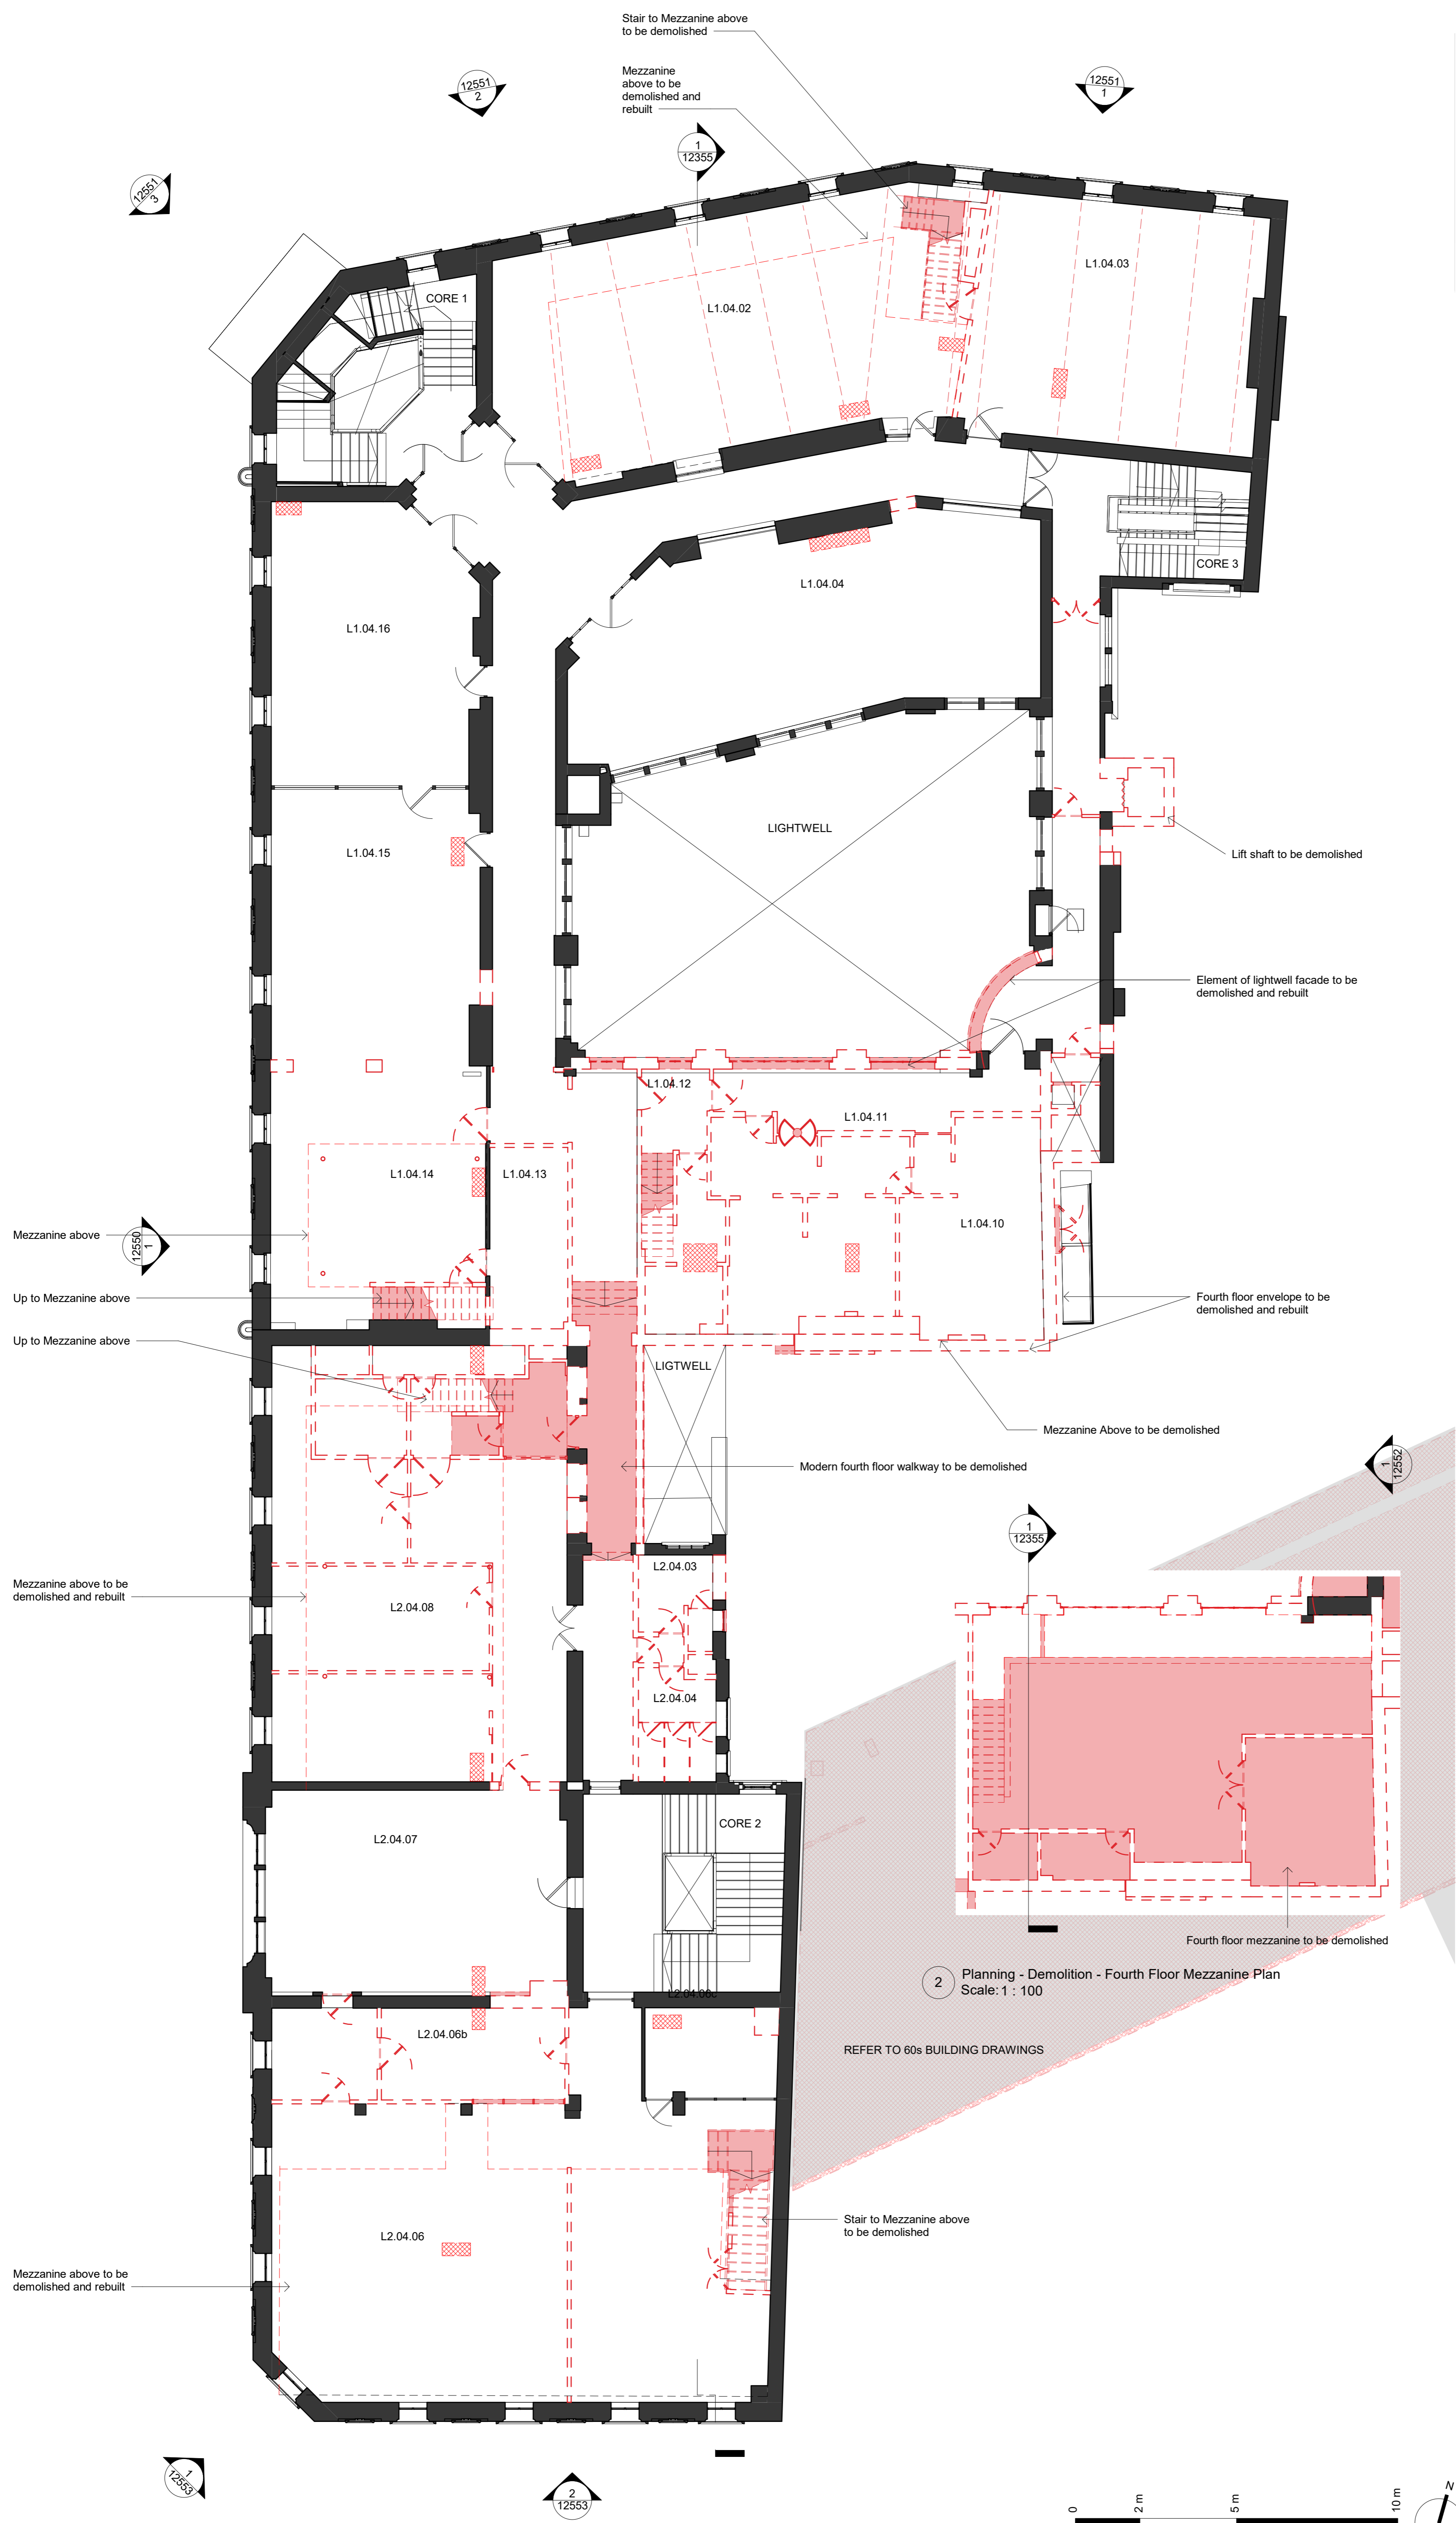 Stair to Mezzanine above
to be demolished
Mezzanine
above to be
demolished and
rebuilt
12551
2
12551
1
1
12355
12551
3
CORE 1
L1.04.02
L1.04.03
CORE 3
L1.04.04
L1.04.16
LIGHTWELL
L1.04.15
Lift shaft to be demolished
Element of lightwell facade to be
demolished and rebuilt
L1.04.12
L1.04.11
L1.04.14
L1.04.13
L1.04.10
Mezzanine above
12550
1
Up to Mezzanine above
Fourth floor envelope to be
demolished and rebuilt
Up to Mezzanine above
LIGTWELL
Mezzanine Above to be demolished
Modern fourth floor walkway to be demolished
1
12552
1
12355
L2.04.03
Mezzanine above to be
demolished and rebuilt
L2.04.08
L2.04.04
CORE 2
L2.04.07
Fourth floor mezzanine to be demolished
2
Planning - Demolition - Fourth Floor Mezzanine Plan
Scale: 1 : 100
L2.04.06c
L2.04.06b
REFER TO 60s BUILDING DRAWINGS
Stair to Mezzanine above
to be demolished
L2.04.06
Mezzanine above to be
demolished and rebuilt
1
12553
2
12553
0
2 m
5 m
10 m
N